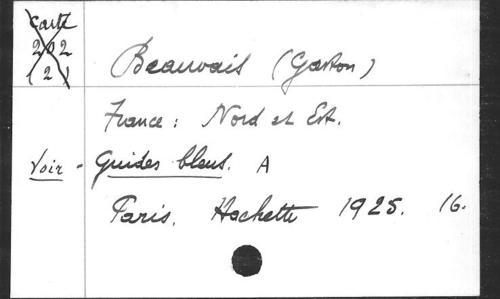 Carte
202
(2)
Beauvais (Gaston)
France : Nord et Est.
Voir - Guides bleus. A
Paris. Hachette 1925. 16.